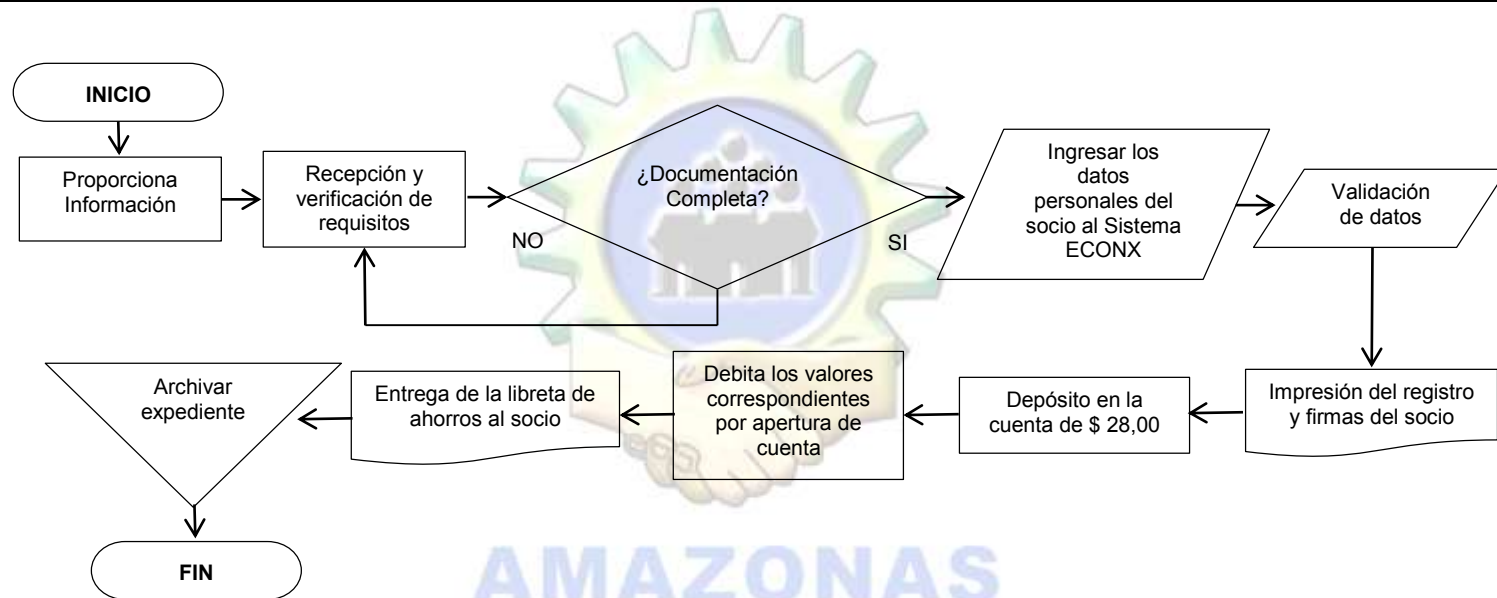 INICIO
Proporciona
Información
Recepción y
verificación de
requisitos
¿Documentación
Completa?
NO
SI
Ingresar los
datos
personales del
socio al Sistema
ECONX
Validación
de datos
Impresión del registro
y firmas del socio
Depósito en la
cuenta de $ 28,00
Debita los valores
correspondientes
por apertura de
cuenta
Entrega de la libreta de
ahorros al socio
Archivar
expediente
FIN
AMAZONAS